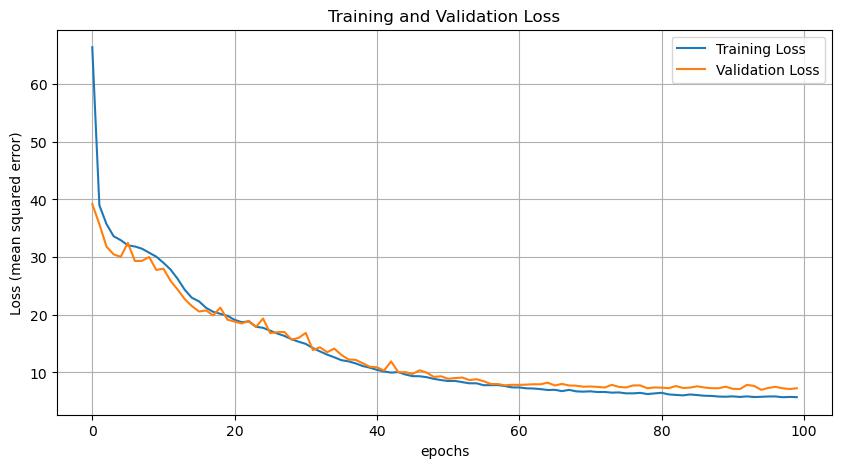 Training and Validation Loss
Training Loss
Validation Loss
Loss (mean squared error)
60
50
40
30
20
10
0
20
40
60
80
100
epochs